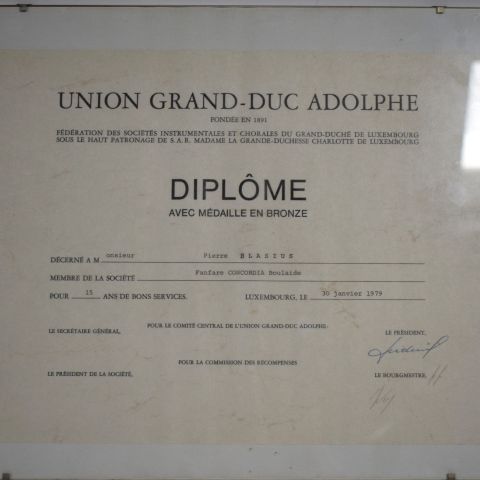 UNION GRAND-DUC ADOLPHE
FONDÉE EN 1891
FÉDÉRATION DES SOCIÉTÉS INSTRUMENTALES ET CHORALES DU GRAND-DUCHÉ DE LUXEMBOURG
SOUS LE HAUT PATRONAGE DE S.A.R. MADAME LA GRANDE-DUCHESSE CHARLOTTE DE LUXEMBOURG
DIPLÔME
AVEC MÉDAILLE EN BRONZE
DÉCERNÉ A M onsieur Pierre BLASIUS
MEMBRE DE LA SOCIÉTÉ Fanfare CONCORDIA Boulaide
POUR 15 ANS DE BONS SERVICES. LUXEMBOURG, LE 30 janvier 1979
POUR LE COMITÉ CENTRAL DE L'UNION GRAND-DUC ADOLPHE:
LE SECRÉTAIRE GÉNÉRAL, LE PRÉSIDENT,
POUR LA COMMISSION DES RÉCOMPENSES
LE PRÉSIDENT DE LA SOCIÉTÉ, LE BOURGMESTRE,